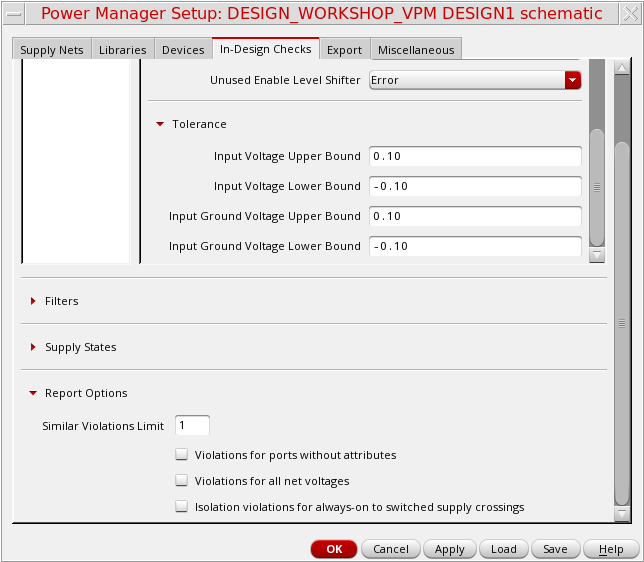 Power Manager Setup: DESIGN_WORKSHOP_VPM DESIGN1 schematic
Supply Nets Libraries Devices In-Design Checks Export Miscellaneous
Unused Enable Level Shifter Error
Tolerance
Input Voltage Upper Bound 0.10
Input Voltage Lower Bound -0.10
Input Ground Voltage Upper Bound 0.10
Input Ground Voltage Lower Bound -0.10
Filters
Supply States
Report Options
Similar Violations Limit 1
Violations for ports without attributes
Violations for all net voltages
Isolation violations for always-on to switched supply crossings
OK Cancel Apply Load Save Help